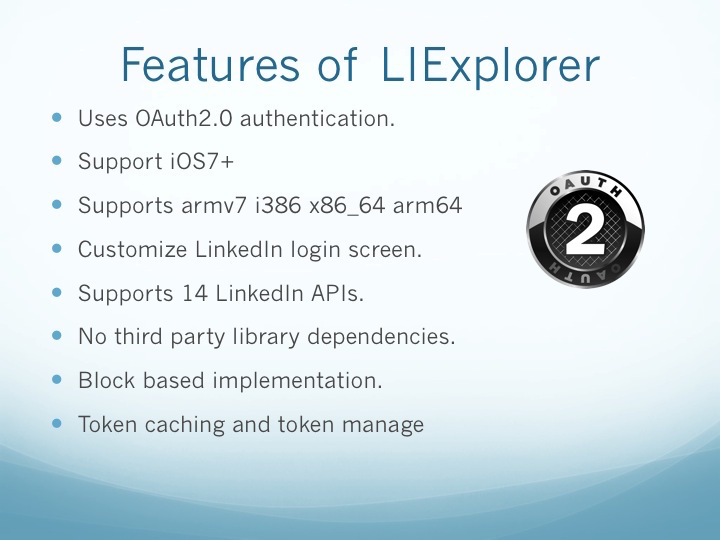 Features of LIExplorer
Uses OAuth2.0 authentication.
Support iOS7+
Supports armv7 i386 x86_64 arm64
Customize LinkedIn login screen.
Supports 14 LinkedIn APIs.
No third party library dependencies.
Block based implementation.
Token caching and token manage
OAUTH
2
OAUTH